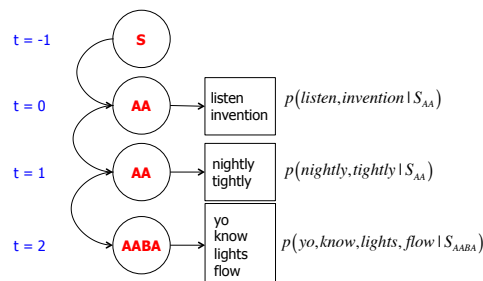 t = -1
S
t = 0
AA
listen
invention
p(listen,invention | S_AA)
t = 1
AA
nightly
tightly
p(nightly,tightly | S_AA)
t = 2
AABA
yo
know
lights
flow
p(yo,know,lights,flow | S_AABA)